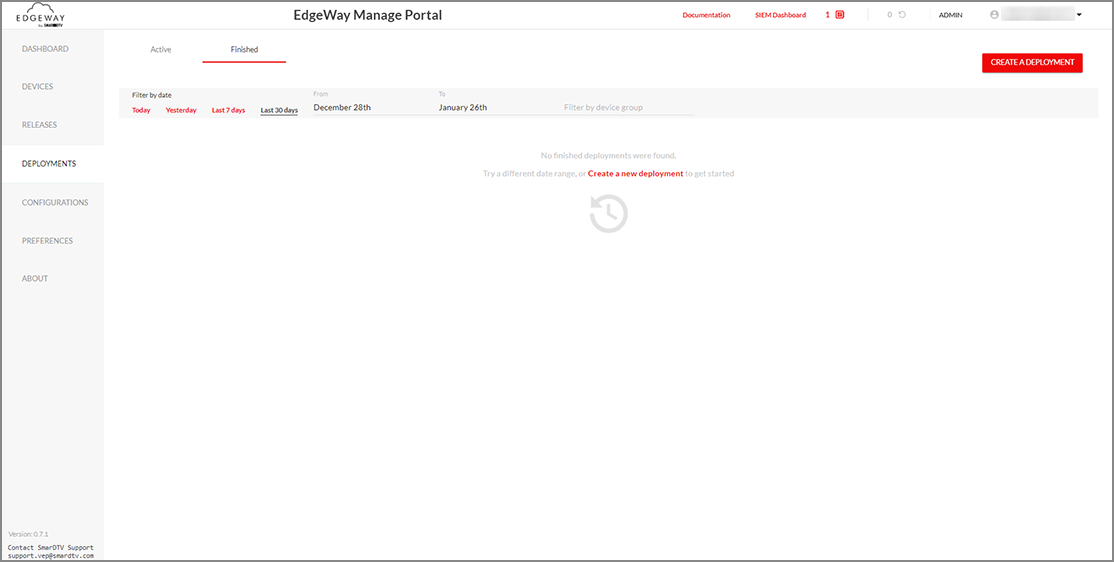 EDGEWAY
by SMARDTV
EdgeWay Manage Portal
Documentation
SIEM Dashboard
1
0
ADMIN
DASHBOARD
DEVICES
RELEASES
DEPLOYMENTS
CONFIGURATIONS
PREFERENCES
ABOUT
Active
Finished
CREATE A DEPLOYMENT
Filter by date
Today
Yesterday
Last 7 days
Last 30 days
From
December 28th
To
January 26th
Filter by device group
No finished deployments were found.
Try a different date range, or Create a new deployment to get started
Version: 0.7.1
Contact SmarDTV Support
support.vep@smardtv.com